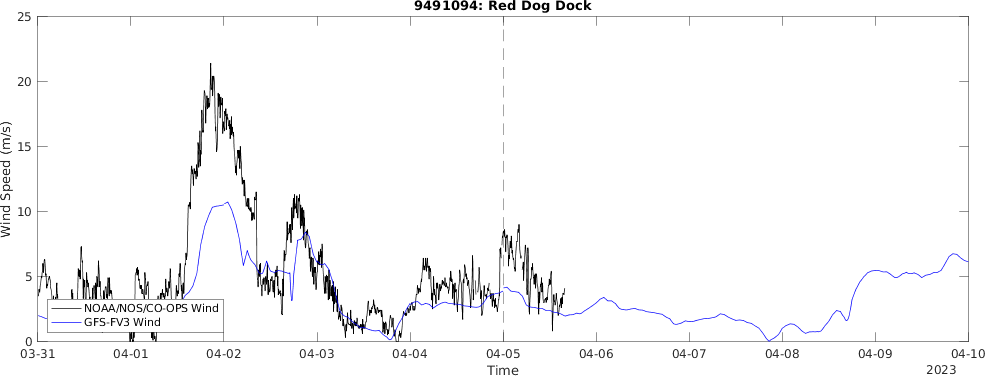 9491094: Red Dog Dock
25
20
15
10
5
0
Wind Speed (m/s)
NOAA/NOS/CO-OPS Wind
GFS-FV3 Wind
03-31 04-01 04-02 04-03 04-04 04-05 04-06 04-07 04-08 04-09 04-10
Time
2023